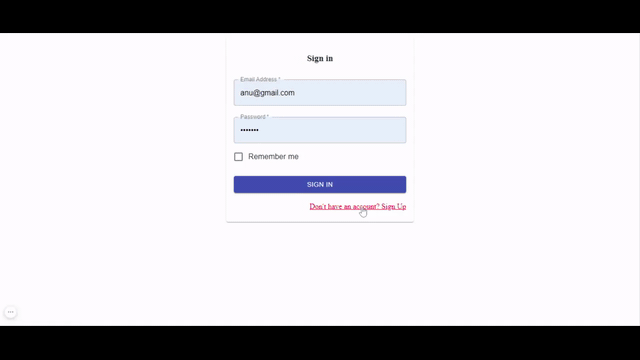 Sign in
Email Address *
anu@gmail.com
Password *
•••••••
Remember me
SIGN IN
Don't have an account? Sign Up